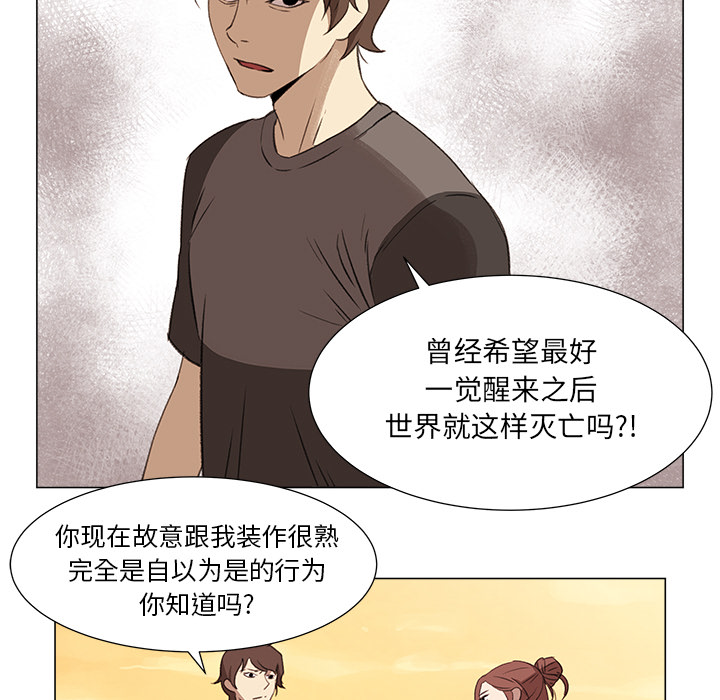 曾经希望最好
一觉醒来之后
世界就这样灭亡吗?!
你现在故意跟我装作很熟
完全是自以为是的行为
你知道吗?